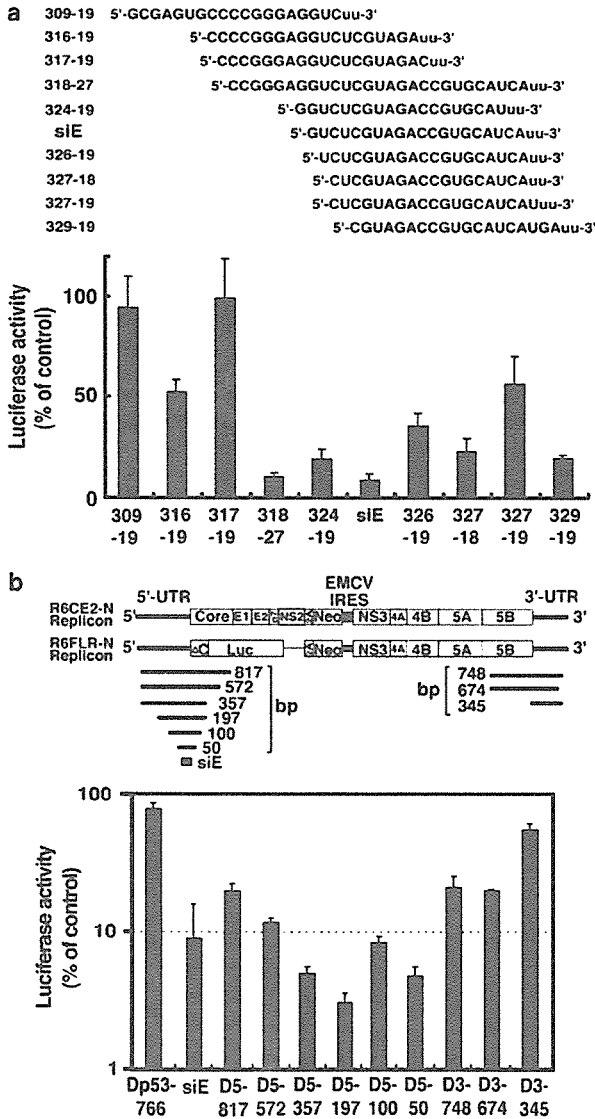 a
309-19 5'-GCGAGUGCCCCGGGAGGUCuu-3'
316-19 5'-CCCCGGGAGGUCUCGUAGAuu-3'
317-19 5'-CCCGGGAGGUCUCGUAGACuu-3'
318-27 5'-CCGGGAGGUCUCGUAGACCGUGCAUCAuu-3'
324-19 5'-GGUCUCGUAGACCGUGCAUuu-3'
siE 5'-GUCUCGUAGACCGUGCAUCAuu-3'
326-19 5'-UCUCGUAGACCGUGCAUCAuu-3'
327-18 5'-CUCGUAGACCGUGCAUCAuu-3'
327-19 5'-CUCGUAGACCGUGCAUCAUuu-3'
329-19 5'-CGUAGACCGUGCAUCAUGAuu-3'
Luciferase activity
(% of control)
100
50
0
309 316 317 318 324 siE 326 327 327 329
-19 -19 -19 -27 -19 -19 -18 -19 -19
b
5'-UTR EMCV 3'-UTR
IRES
R6CE2-N 5' Core E1 E2 NS2 Neo NS3 4A 4B 5A 5B 3'
Replicon
R6FLR-N 5' ΔC Luc Neo NS3 4A 4B 5A 5B 3'
Replicon
817 748
572 bp 674
357 bp 345
197
100
50
siE
Luciferase activity
(% of control)
100
10
1
Dp53- siE D5- D5- D5- D5- D5- D5- D3- D3- D3-
766 817 572 357 197 100 50 748 674 345